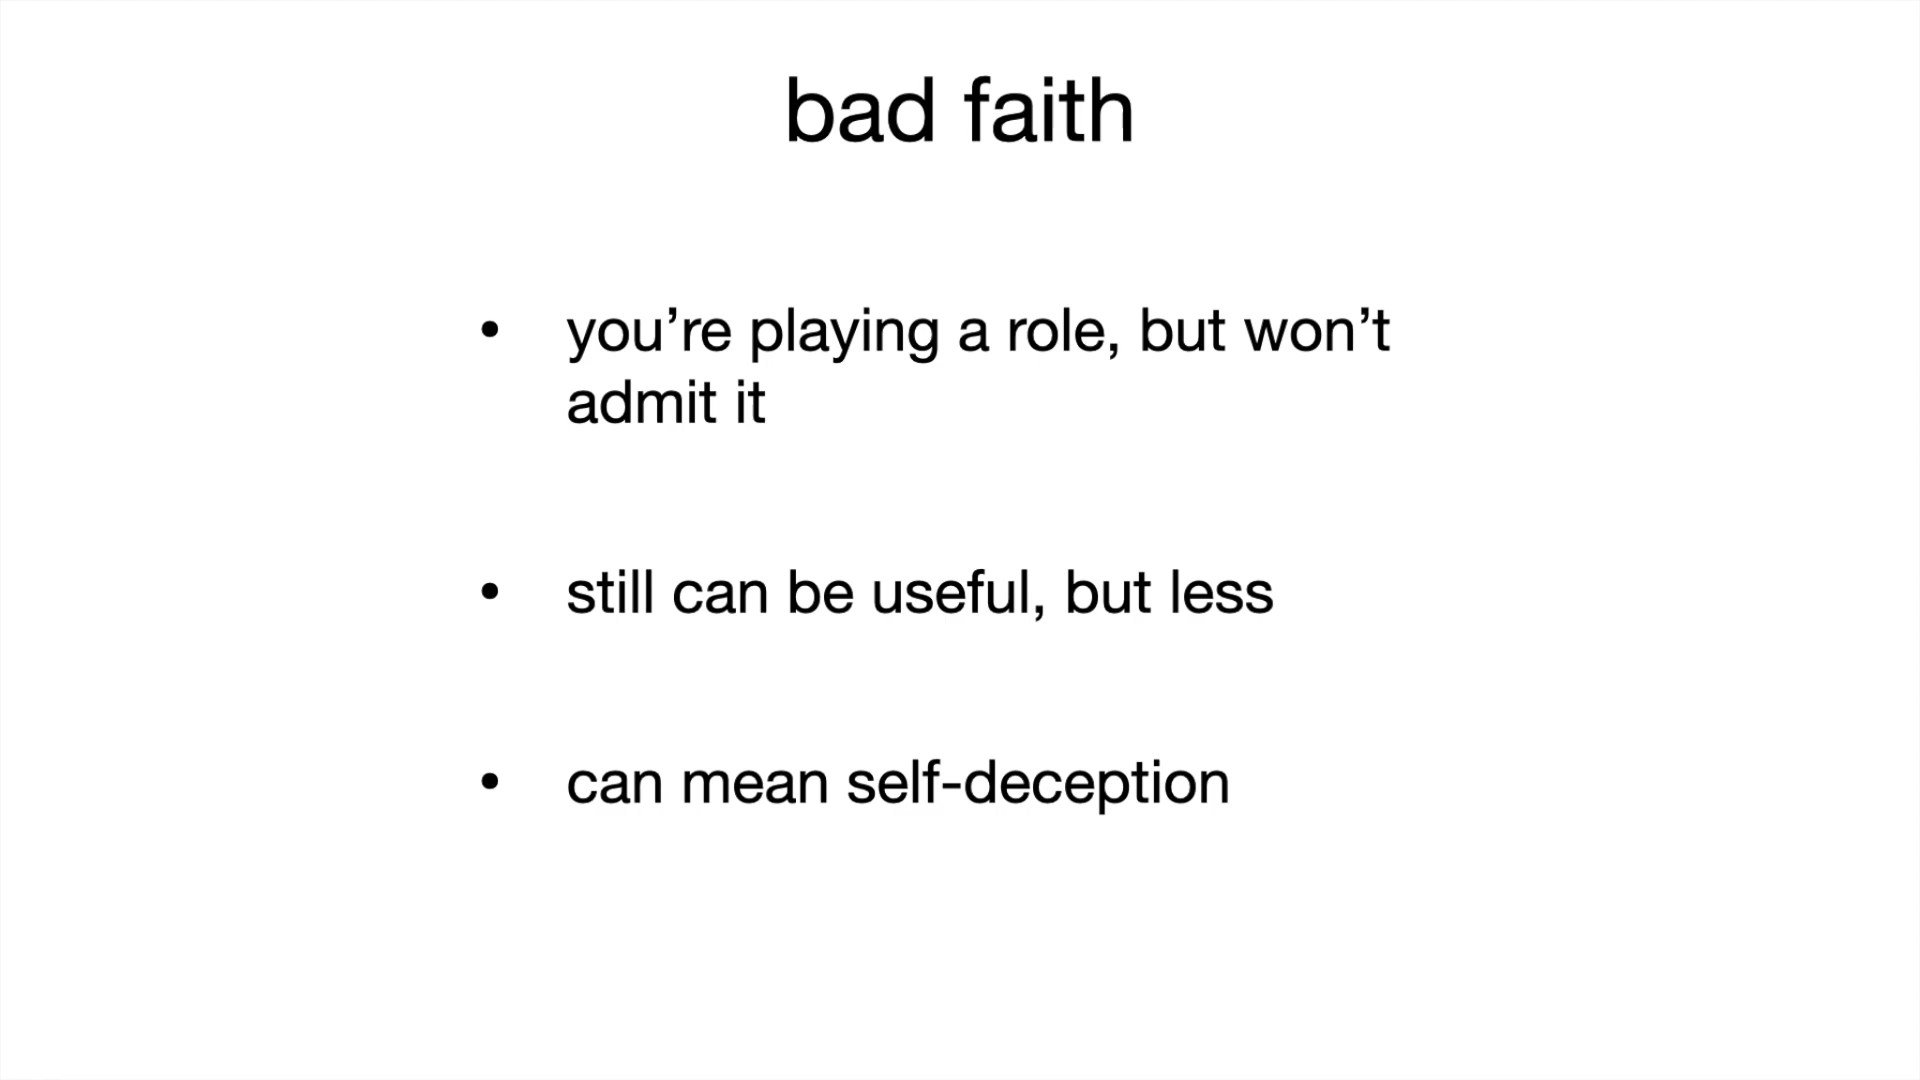 bad faith
• you’re playing a role, but won’t
admit it
• still can be useful, but less
• can mean self-deception